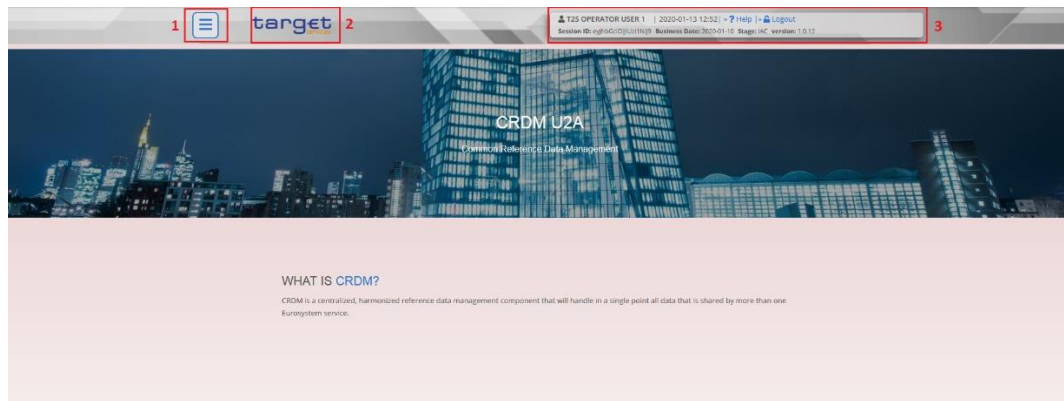 1
target
services
2
T2S OPERATOR USER 1 | 2020-01-13 12:52| » ? Help |» Logout
Session ID: Business Date: 2020-01-10 Stage: IAC version: 1.0.12
3
CRDM U2A
Common Reference Data Management
WHAT IS CRDM?
CRDM is a centralized, harmonized reference data management component that will handle in a single point all data that is shared by more than one
Eurosystem service.